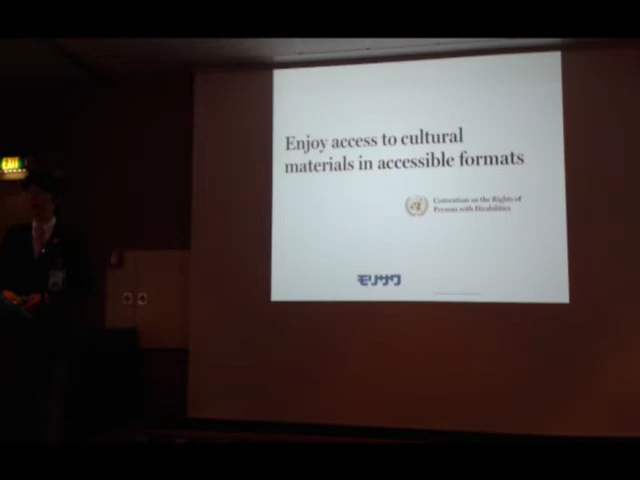 EXIT
Enjoy access to cultural
materials in accessible formats
Convention on the Rights of
Persons with Disabilities
モリサワ